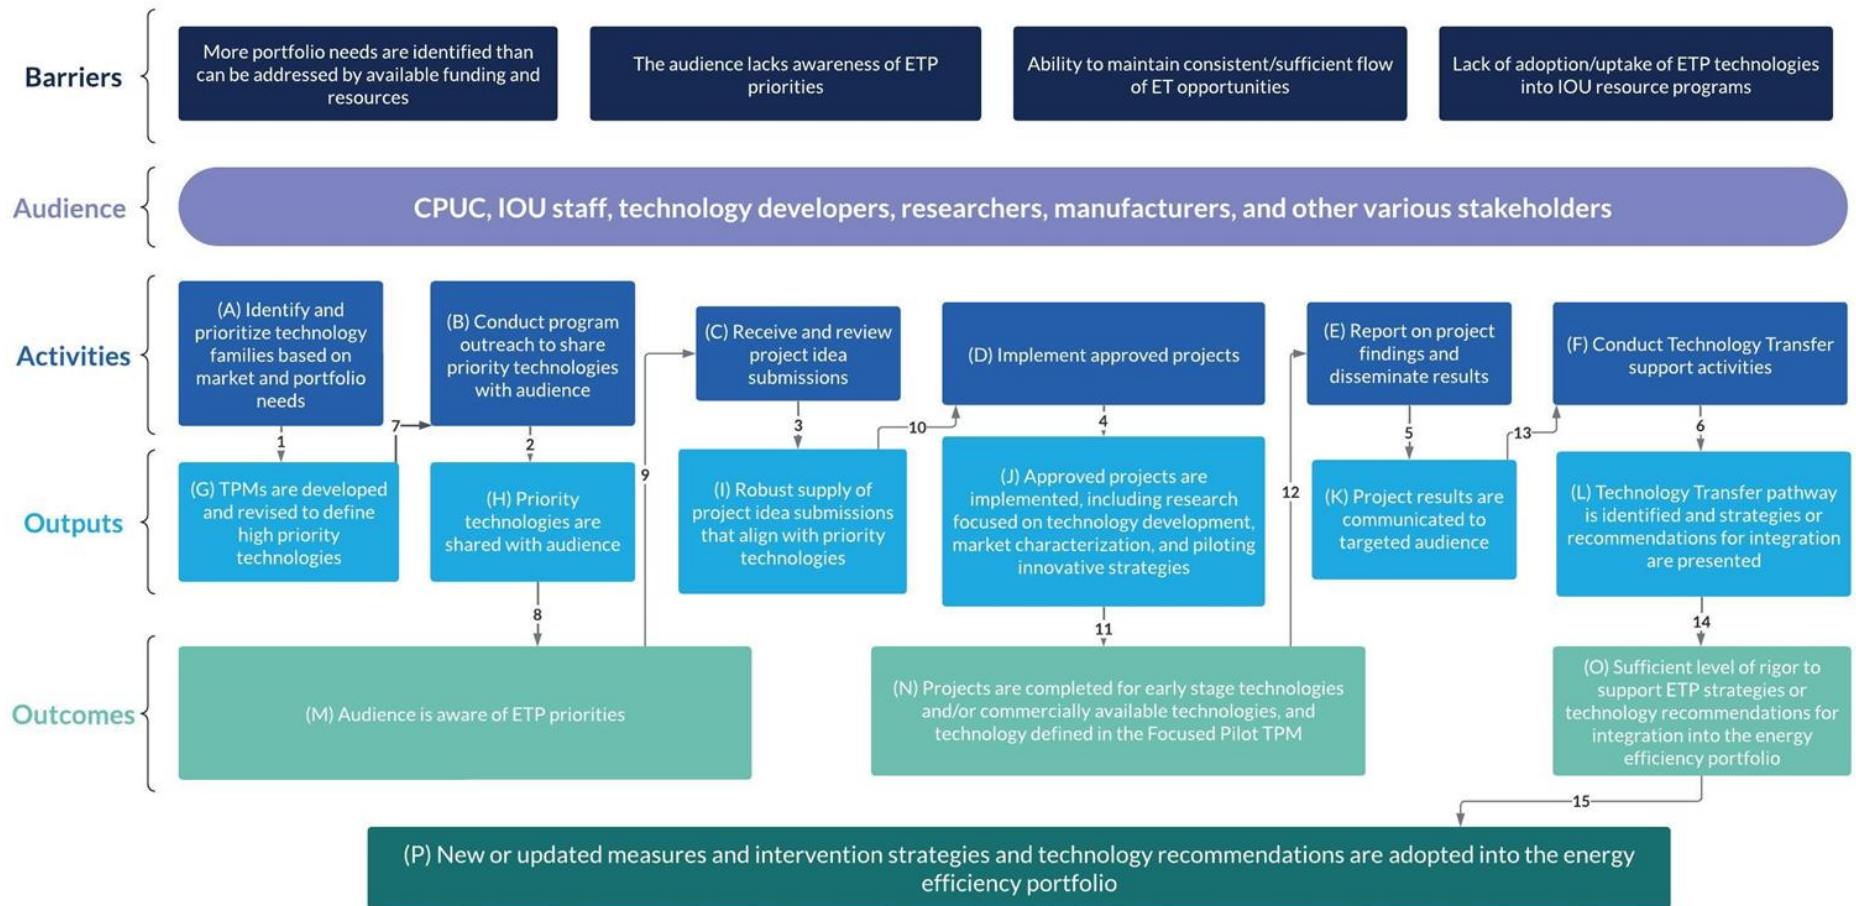 Barriers
More portfolio needs are identified than
can be addressed by available funding and
resources
The audience lacks awareness of ETP
priorities
Ability to maintain consistent/sufficient flow
of ET opportunities
Lack of adoption/uptake of ETP technologies
into IOU resource programs
Audience
CPUC, IOU staff, technology developers, researchers, manufacturers, and other various stakeholders
Activities
(A) Identify and
prioritize technology
families based on
market and portfolio
needs
(B) Conduct program
outreach to share
priority technologies
with audience
(C) Receive and review
project idea
submissions
(D) Implement approved projects
(E) Report on project
findings and
disseminate results
(F) Conduct Technology Transfer
support activities
1
7
2
9
3
10
4
12
5
13
6
Outputs
(G) TPMs are developed
and revised to define
high priority
technologies
(H) Priority
technologies are
shared with audience
(I) Robust supply of
project idea submissions
that align with priority
technologies
(J) Approved projects are
implemented, including research
focused on technology development,
market characterization, and piloting
innovative strategies
(K) Project results are
communicated to
targeted audience
(L) Technology Transfer pathway
is identified and strategies or
recommendations for integration
are presented
8
11
14
Outcomes
(M) Audience is aware of ETP priorities
(N) Projects are completed for early stage technologies
and/or commercially available technologies, and
technology defined in the Focused Pilot TPM
(O) Sufficient level of rigor to
support ETP strategies or
technology recommendations for
integration into the energy
efficiency portfolio
15
(P) New or updated measures and intervention strategies and technology recommendations are adopted into the energy
efficiency portfolio